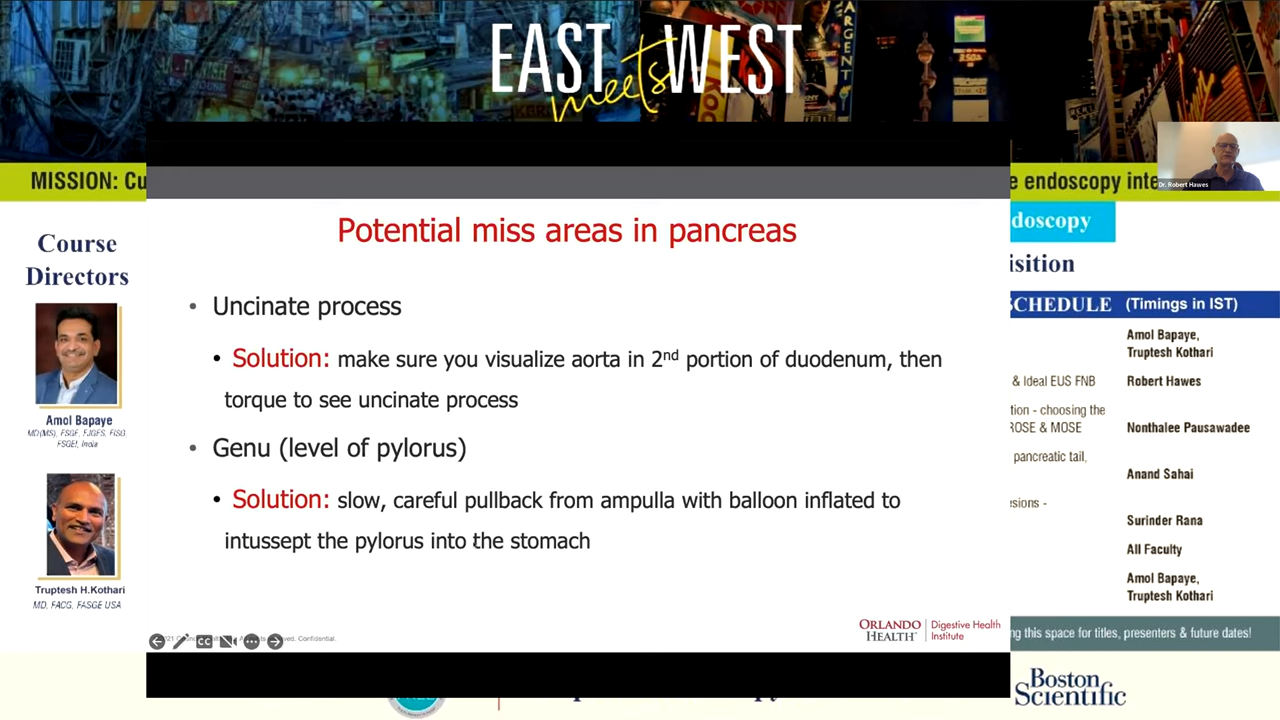 EAST meets WEST
MISSION: Cu
e endoscopy inte
Dr. Robert Hawes
doscopy
isition
Course
Directors
Amol Bapaye
MD(MS), FSGF, FJGFS, FISG,
FSGEI, India
Truptesh H.Kothari
MD, FACG, FASGE USA
Potential miss areas in pancreas
• Uncinate process
• Solution: make sure you visualize aorta in 2nd portion of duodenum, then
torque to see uncinate process
• Genu (level of pylorus)
• Solution: slow, careful pullback from ampulla with balloon inflated to
intussept the pylorus into the stomach
CC
ved. Confidential.
ORLANDO
HEALTH
Digestive Health
Institute
SCHEDULE (Timings in IST)
Amol Bapaye,
Truptesh Kothari
& Ideal EUS FNB Robert Hawes
tion - choosing the
ROSE & MOSE Nonthalee Pausawadee
pancreatic tail,
Anand Sahai
esions -
Surinder Rana
All Faculty
Amol Bapaye,
Truptesh Kothari
ng this space for titles, presenters & future dates!
Boston
Scientific